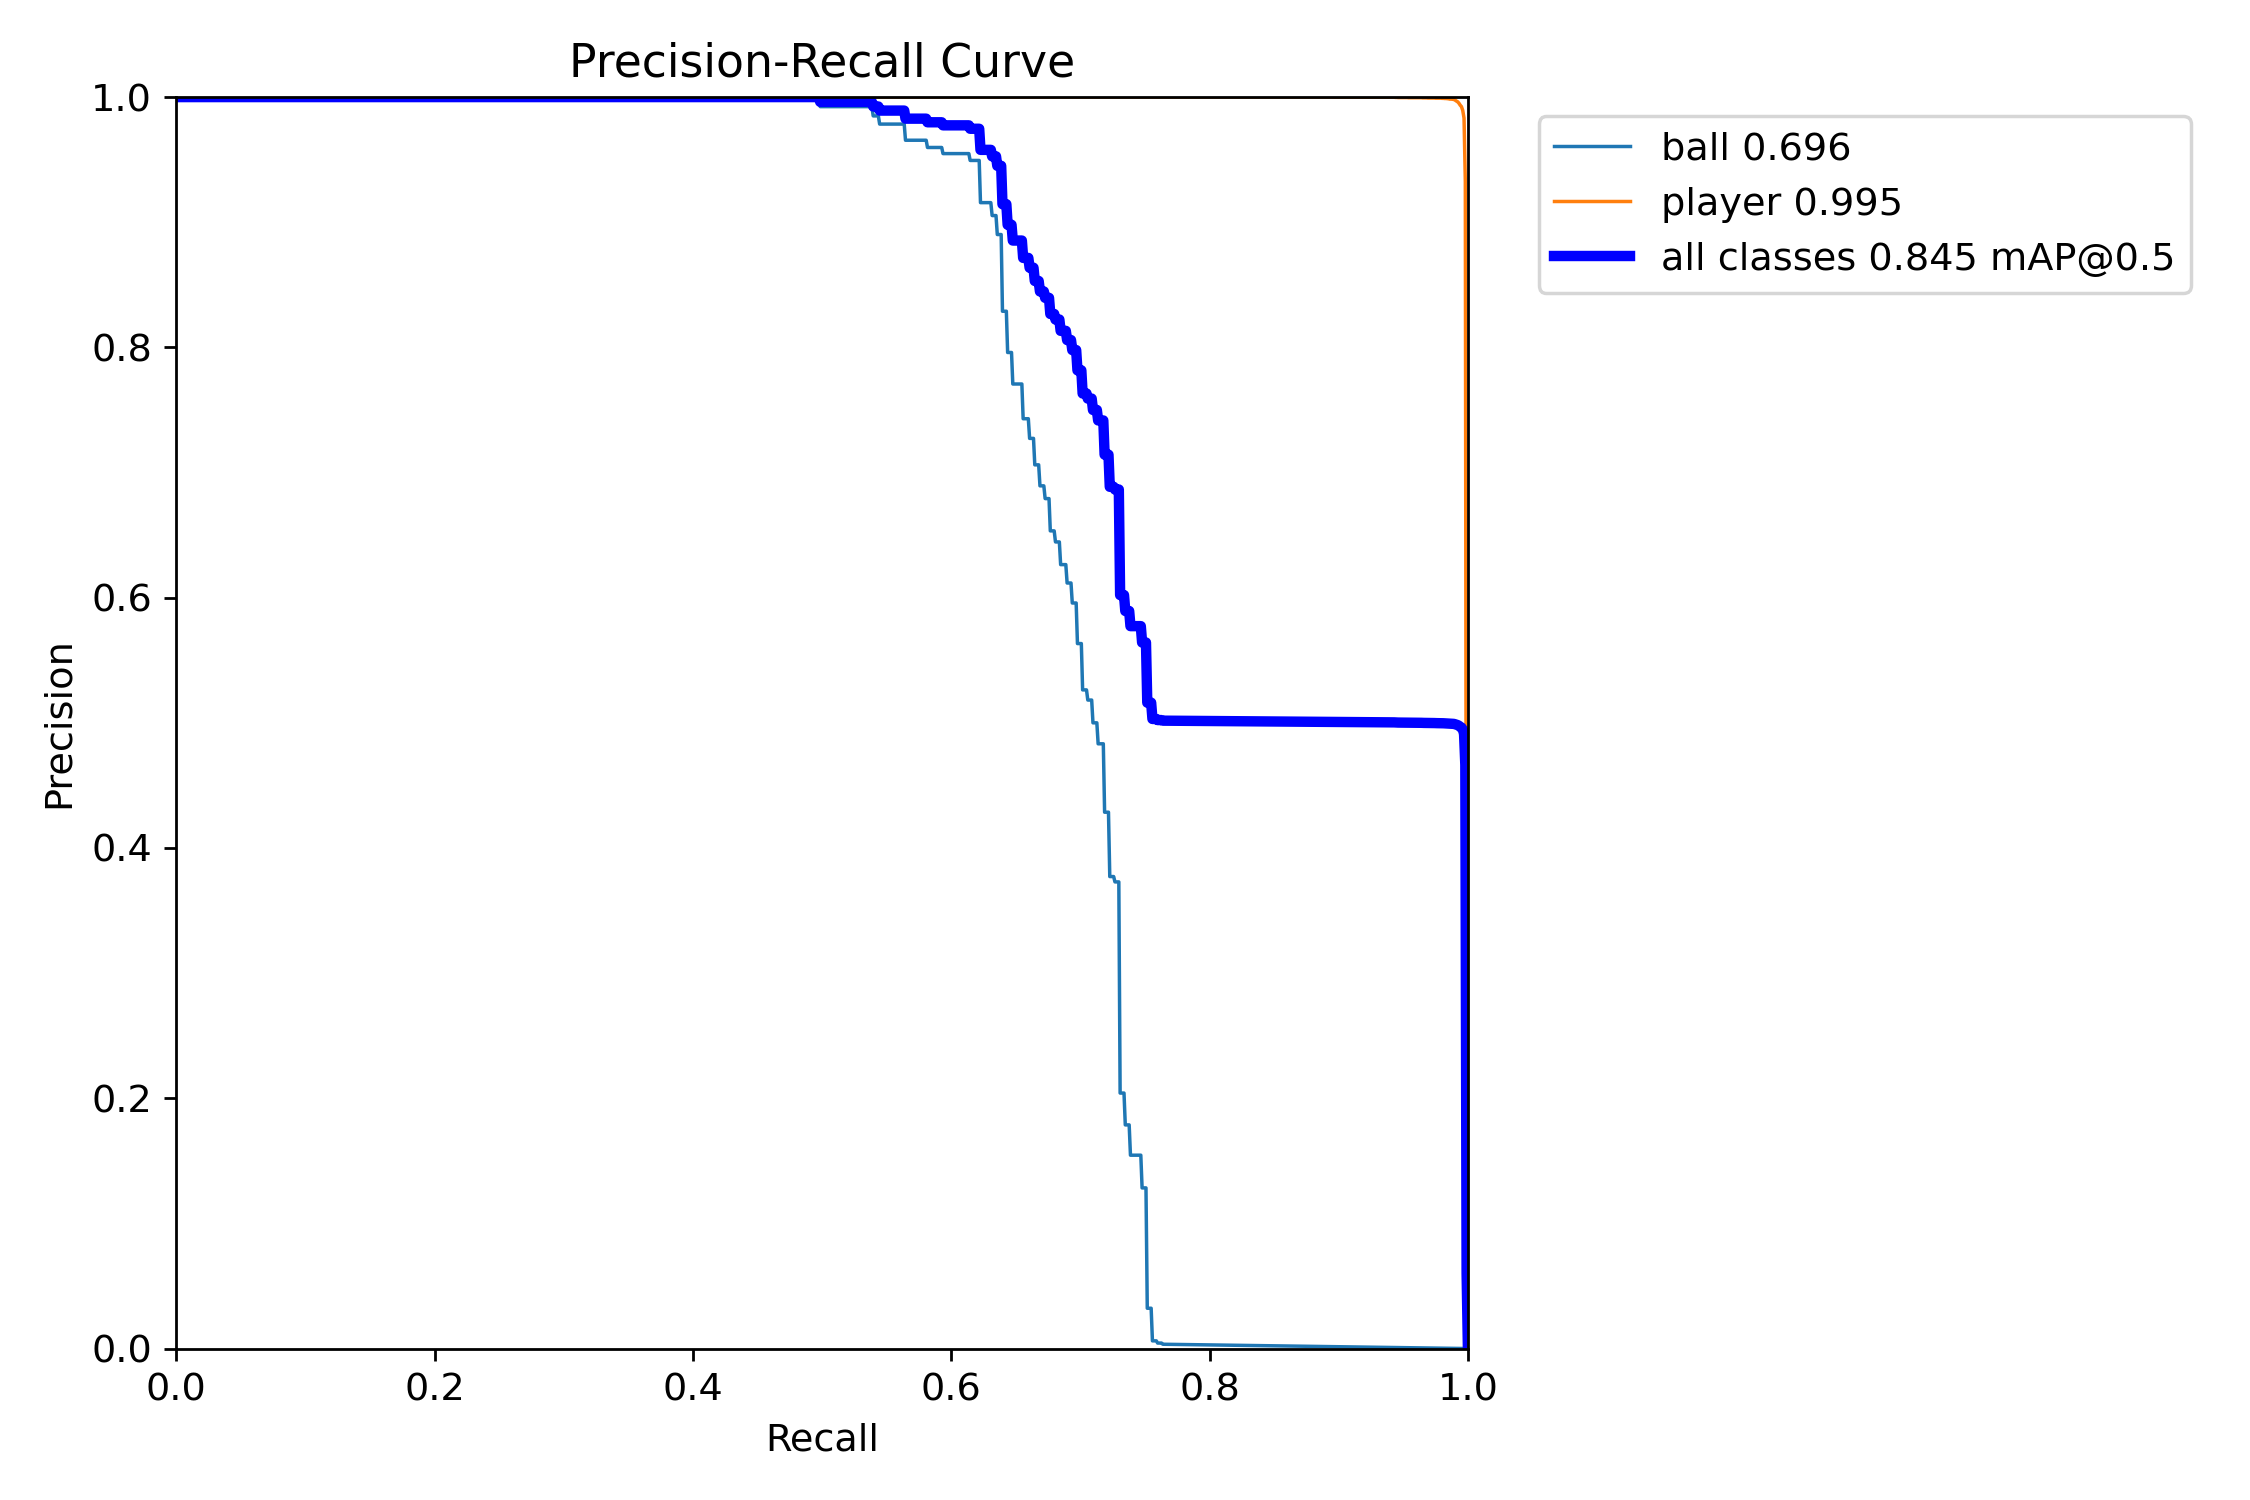 Precision-Recall Curve
ball 0.696
player 0.995
all classes 0.845 mAP@0.5
1.0
0.8
0.6
0.4
0.2
0.0
Precision
0.0 0.2 0.4 0.6 0.8 1.0
Recall